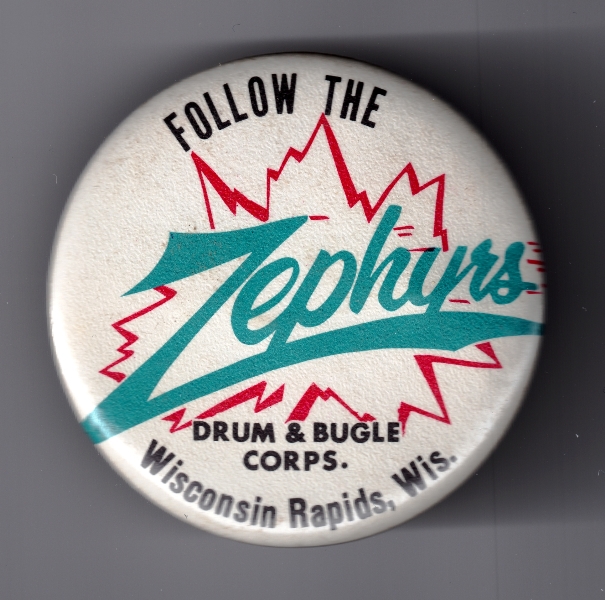 FOLLOW THE
Zephyrs
DRUM & BUGLE
CORPS.
Wisconsin Rapids, Wis.